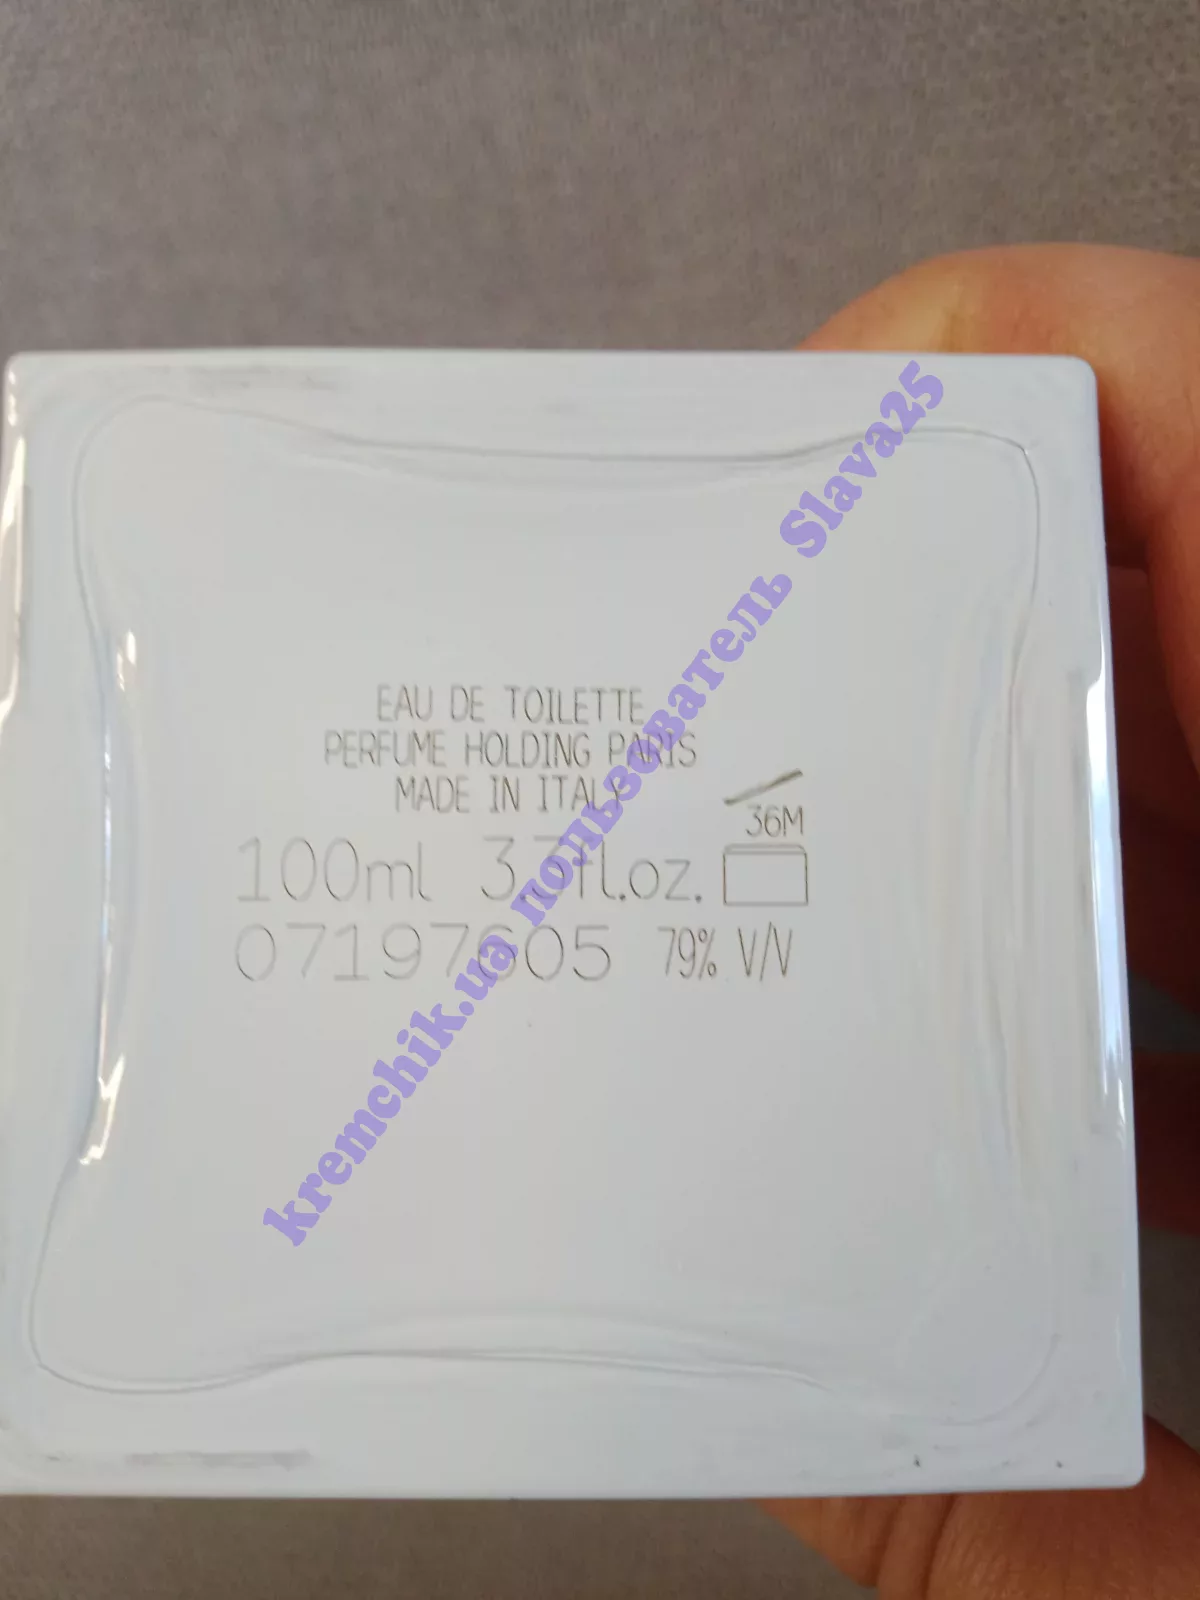 EAU DE TOILETTE
PERFUME HOLDING PARIS
MADE IN ITALY
36M
100ml 3.3fl.oz.
07197605 79% V/V
kremchik.ua пользователь Slava25